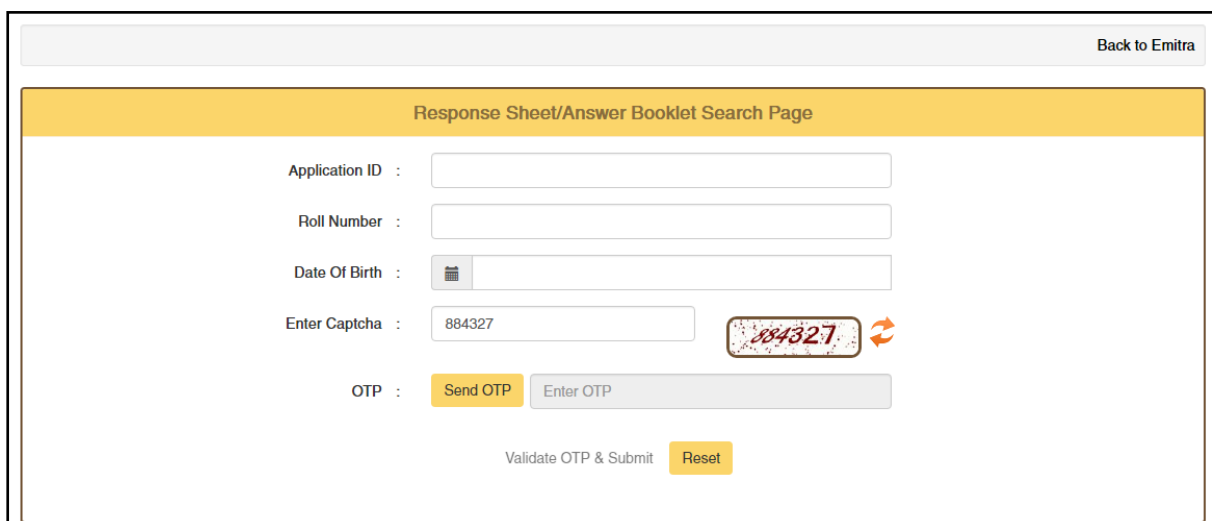 Back to Emitra
Response Sheet/Answer Booklet Search Page
Application ID :
Roll Number :
Date Of Birth :
Enter Captcha : 884327 884327
OTP : Send OTP Enter OTP
Validate OTP & Submit Reset